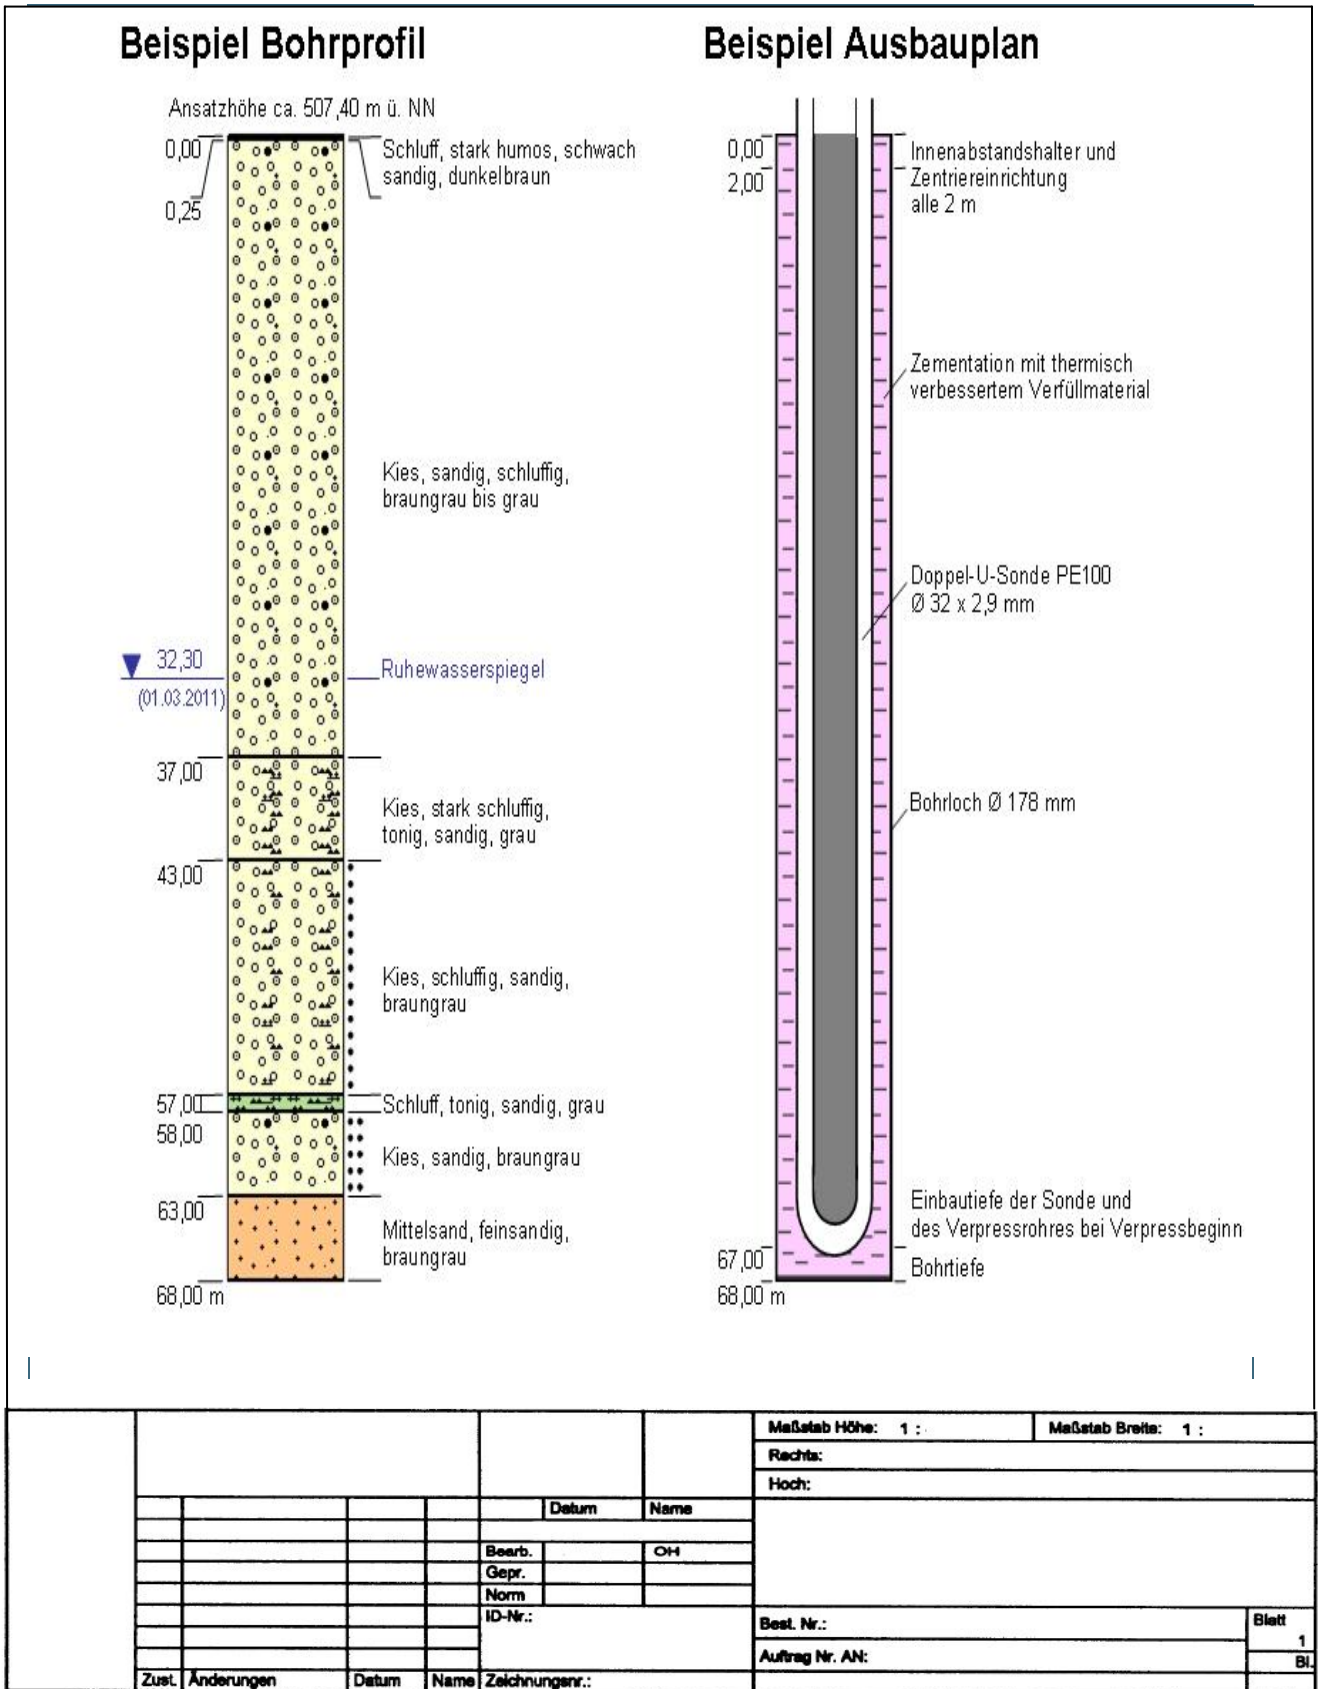 Beispiel Bohrprofil
Ansatzhöhe ca. 507,40 m ü. NN
0,00
Schluff, stark humos, schwach
sandig, dunkelbraun
0,25
Kies, sandig, schluffig,
braungrau bis grau
32,30
Ruhewasserspiegel
(01.03.2011)
37,00
Kies, stark schluffig,
tonig, sandig, grau
43,00
Kies, schluffig, sandig,
braungrau
57,00
Schluff, tonig, sandig, grau
58,00
Kies, sandig, braungrau
63,00
Mittelsand, feinsandig,
braungrau
68,00 m
Beispiel Ausbauplan
0,00
2,00
Innenabstandshalter und
Zentriereinrichtung
alle 2 m
Zementation mit thermisch
verbessertem Verfüllmaterial
Doppel-U-Sonde PE100
Ø 32 x 2,9 mm
Bohrloch Ø 178 mm
Einbautiefe der Sonde und
des Verpressrohres bei Verpressbeginn
67,00
Bohrtiefe
68,00 m
Maßstab Höhe: 1 :
Maßstab Breite: 1 :
Rechts:
Hoch:
Datum Name
Bearb. OH
Gepr.
Norm
ID-Nr.:
Best. Nr.:
Blatt
1
Auftrag Nr. AN:
Bl.
Zust. Änderungen Datum Name Zeichnungsnr.: